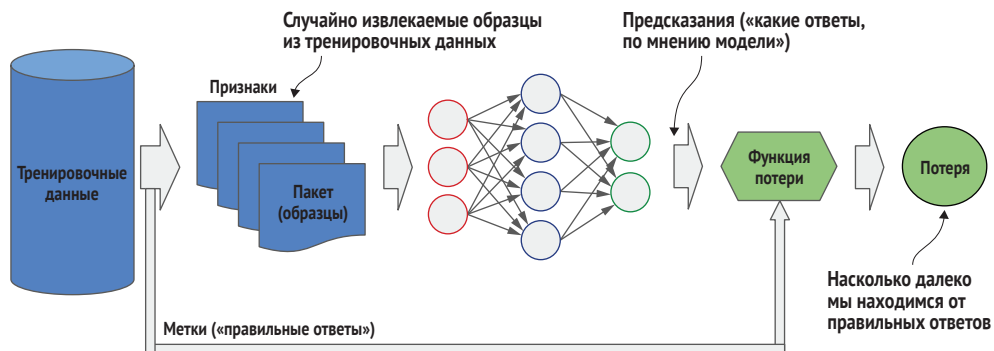 Случайно извлекаемые образцы
из тренировочных данных
Предсказания («какие ответы,
по мнению модели»)
Признаки
Тренировочные
данные
Пакет
(образцы)
Функция
потери
Потеря
Насколько далеко
мы находимся от
правильных ответов
Метки («правильные ответы»)